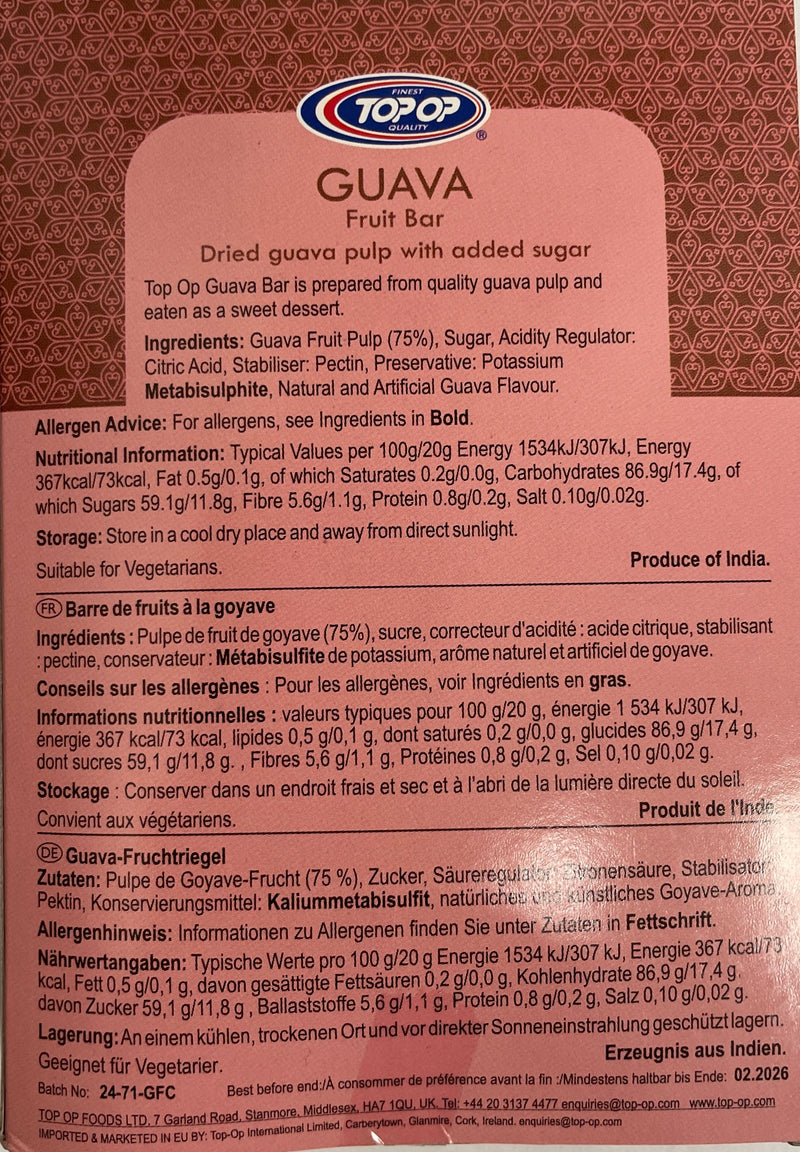 FINEST
TOP OP
QUALITY
®
GUAVA
Fruit Bar
Dried guava pulp with added sugar
Top Op Guava Bar is prepared from quality guava pulp and
eaten as a sweet dessert.
Ingredients: Guava Fruit Pulp (75%), Sugar, Acidity Regulator:
Citric Acid, Stabiliser: Pectin, Preservative: Potassium
Metabisulphite, Natural and Artificial Guava Flavour.
Allergen Advice: For allergens, see Ingredients in Bold.
Nutritional Information: Typical Values per 100g/20g Energy 1534kJ/307kJ, Energy
367kcal/73kcal, Fat 0.5g/0.1g, of which Saturates 0.2g/0.0g, Carbohydrates 86.9g/17.4g, of
which Sugars 59.1g/11.8g, Fibre 5.6g/1.1g, Protein 0.8g/0.2g, Salt 0.10g/0.02g.
Storage: Store in a cool dry place and away from direct sunlight.
Suitable for Vegetarians.
Produce of India.
FR Barre de fruits à la goyave
Ingrédients : Pulpe de fruit de goyave (75%), sucre, correcteur d'acidité : acide citrique, stabilisant
: pectine, conservateur : Métabisulfite de potassium, arôme naturel et artificiel de goyave.
Conseils sur les allergènes : Pour les allergènes, voir Ingrédients en gras.
Informations nutritionnelles : valeurs typiques pour 100 g/20 g, énergie 1 534 kJ/307 kJ,
énergie 367 kcal/73 kcal, lipides 0,5 g/0,1 g, dont saturés 0,2 g/0,0 g, glucides 86,9 g/17,4 g,
dont sucres 59,1 g/11,8 g. , Fibres 5,6 g/1,1 g, Protéines 0,8 g/0,2 g, Sel 0,10 g/0,02 g.
Stockage : Conserver dans un endroit frais et sec et à l'abri de la lumière directe du soleil.
Convient aux végétariens.
Produit de l'Inde.
DE Guava-Fruchtriegel
Zutaten: Pulpe de Goyave-Frucht (75 %), Zucker, Säureregulator Zitronensäure, Stabilisator
Pektin, Konservierungsmittel: Kaliummetabisulfit, natürliches und künstliches Goyave-Aroma.
Allergenhinweis: Informationen zu Allergenen finden Sie unter Zutaten in Fettschrift.
Nährwertangaben: Typische Werte pro 100 g/20 g Energie 1534 kJ/307 kJ, Energie 367 kcal/73
kcal, Fett 0,5 g/0,1 g, davon gesättigte Fettsäuren 0,2 g/0,0 g, Kohlenhydrate 86,9 g/17,4 g,
davon Zucker 59,1 g/11,8 g , Ballaststoffe 5,6 g/1,1 g, Protein 0,8 g/0,2 g, Salz 0,10 g/0,02 g.
Lagerung: An einem kühlen, trockenen Ort und vor direkter Sonneneinstrahlung geschützt lagern.
Geeignet für Vegetarier.
Erzeugnis aus Indien.
Batch No: 24-71-GFC
Best before end:/À consommer de préférence avant la fin :/Mindestens haltbar bis Ende: 02.2026
TOP OP FOODS LTD. 7 Garland Road, Stanmore, Middlesex, HA7 1QU, UK. Tel: +44 20 3137 4477 enquiries@top-op.com www.top-op.com
IMPORTED & MARKETED IN EU BY: Top-Op International Limited, Carberytown, Glanmire, Cork, Ireland. enquiries@top-op.com